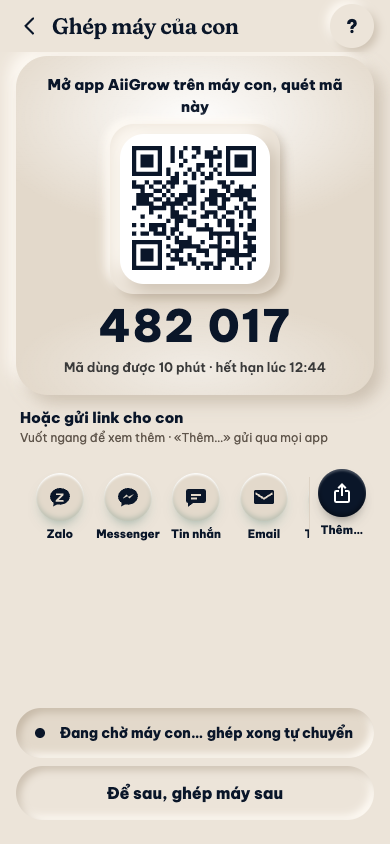 Ghép máy của con
?
Mở app AiiGrow trên máy con, quét mã
này
482 017
Mã dùng được 10 phút · hết hạn lúc 12:44
Hoặc gửi link cho con
Vuốt ngang để xem thêm · «Thêm...» gửi qua mọi app
Zalo Messenger Tin nhắn Email Thêm...
Đang chờ máy con... ghép xong tự chuyển
Để sau, ghép máy sau